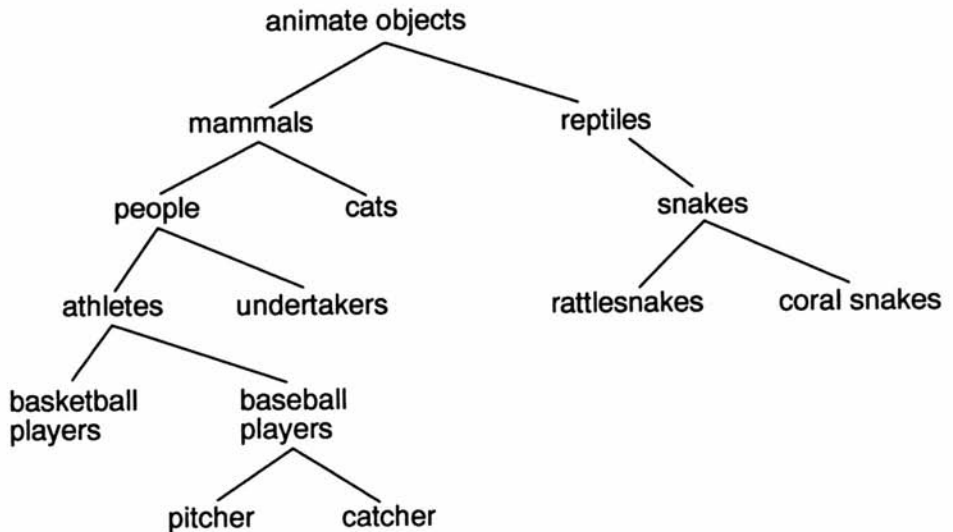 animate objects
mammals
reptiles
people
cats
snakes
athletes
undertakers
rattlesnakes
coral snakes
basketball
players
baseball
players
pitcher
catcher